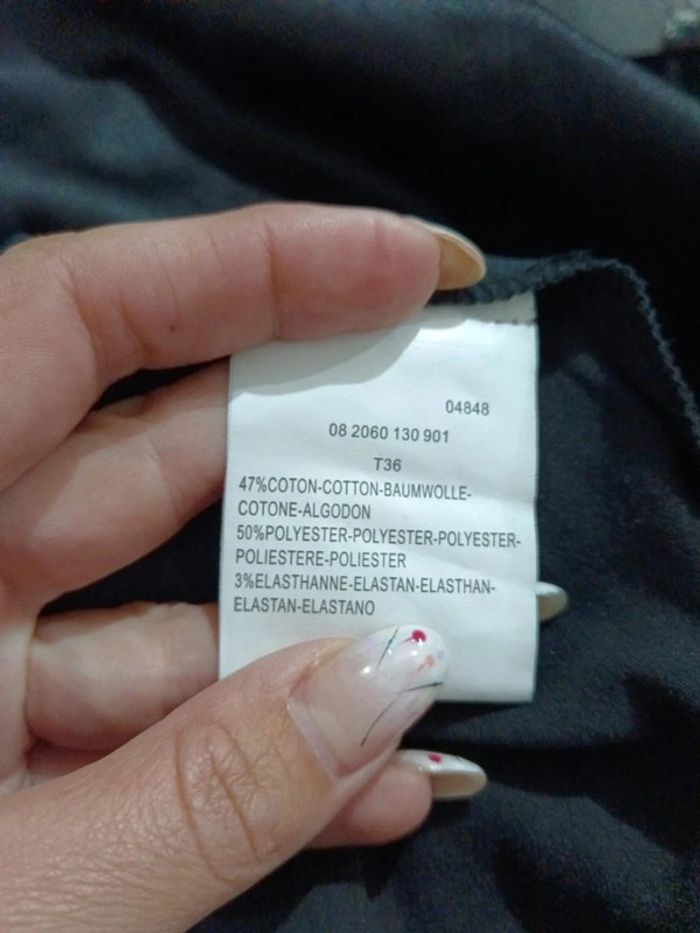 04848
08 2060 130 901
T36
47%COTON-COTTON-BAUMWOLLE-
COTONE-ALGODON
50%POLYESTER-POLYESTER-POLYESTER-
POLIESTERE-POLIESTER
3%ELASTHANNE-ELASTAN-ELASTHAN-
ELASTAN-ELASTANO